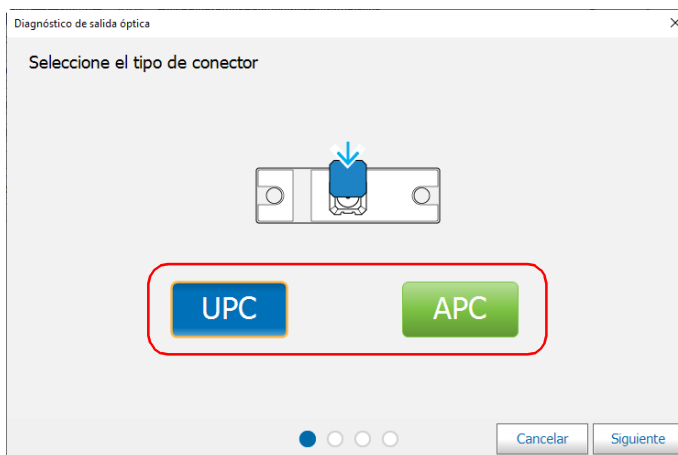 Diagnóstico de salida óptica
Seleccione el tipo de conector
UPC
APC
Cancelar
Siguiente